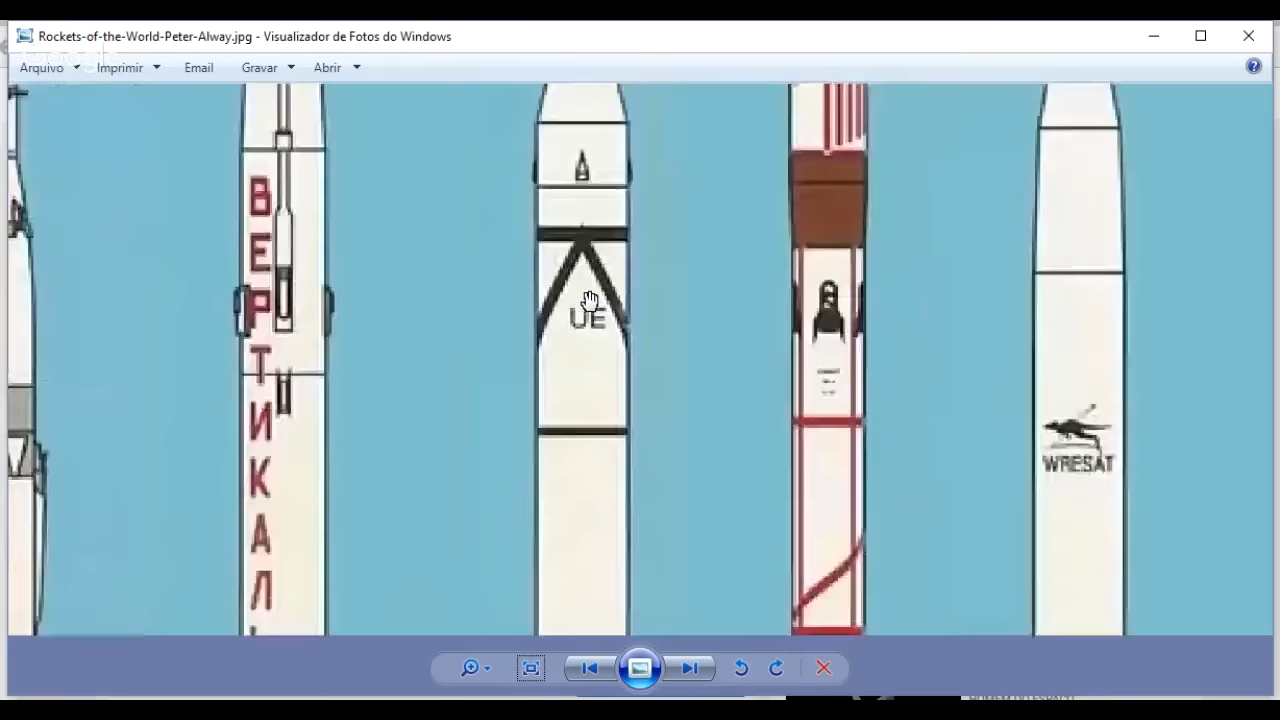 Rockets-of-the-World-Peter-Alway.jpg - Visualizador de Fotos do Windows
Arquivo Imprimir Email Gravar Abrir
ВЕРТИКАЛ
UE
WRESAT